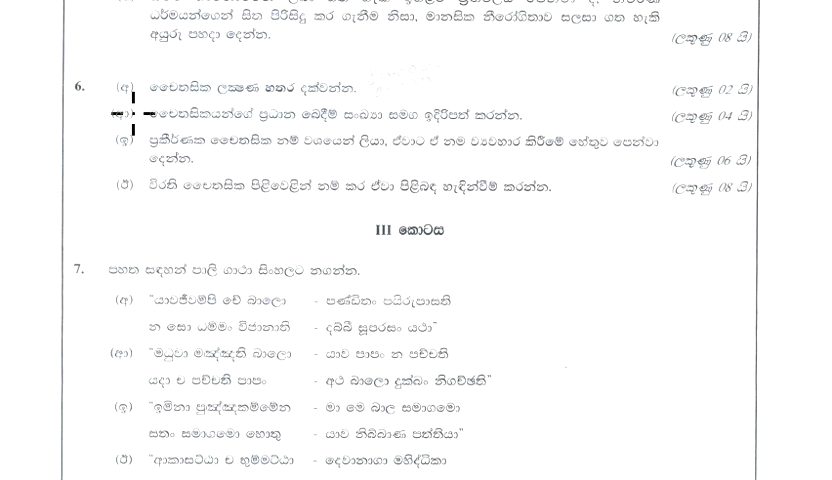 ධර්මයන්ගෙන් සිත පිරිසිදු කර ගැනීම නිසා, මානසික නීරෝගිතාව සලසා ගත හැකි
අයුරු පහදා දෙන්න. (ලකුණු 08 යි)
6. (අ) චෛතසික ලක්‍ෂණ හතර දක්වන්න. (ලකුණු 02 යි)
(ආ) චෛතසිකයන්ගේ ප්‍රධාන බෙදීම් සංඛ්‍යා සමග ඉදිරිපත් කරන්න. (ලකුණු 04 යි)
(ඉ) ප්‍රකීර්ණක චෛතසික නම් වශයෙන් ලියා, ඒවාට ඒ නම ව්‍යවහාර කිරීමේ හේතුව පෙන්වා
දෙන්න. (ලකුණු 06 යි)
(ඊ) විරති චෛතසික පිළිවෙළින් නම් කර ඒවා පිළිබඳ හැඳින්වීම් කරන්න. (ලකුණු 08 යි)
III කොටස
7. පහත සඳහන් පාලි ගාථා සිංහලට නගන්න.
(අ) "යාවජීවම්පි චේ බාලො - පණ්ඩිතං පයිරුපාසති
න සො ධම්මං විජානාති - දබ්බී සූපරසං යථා"
(ආ) "මධුවා මඤ්ඤති බාලො - යාව පාපං න පච්චති
යදා ච පච්චති පාපං - අථ බාලො දුක්ඛං නිගච්ඡති"
(ඉ) "ඉමිනා පුඤ්ඤකම්මේන - මා මෙ බාල සමාගමො
සතං සමාගමො හොතු - යාව නිබ්බාණ පත්තියා"
(ඊ) "ආකාසට්ඨා ච භුම්මට්ඨා - දෙවානාගා මහිද්ධිකා